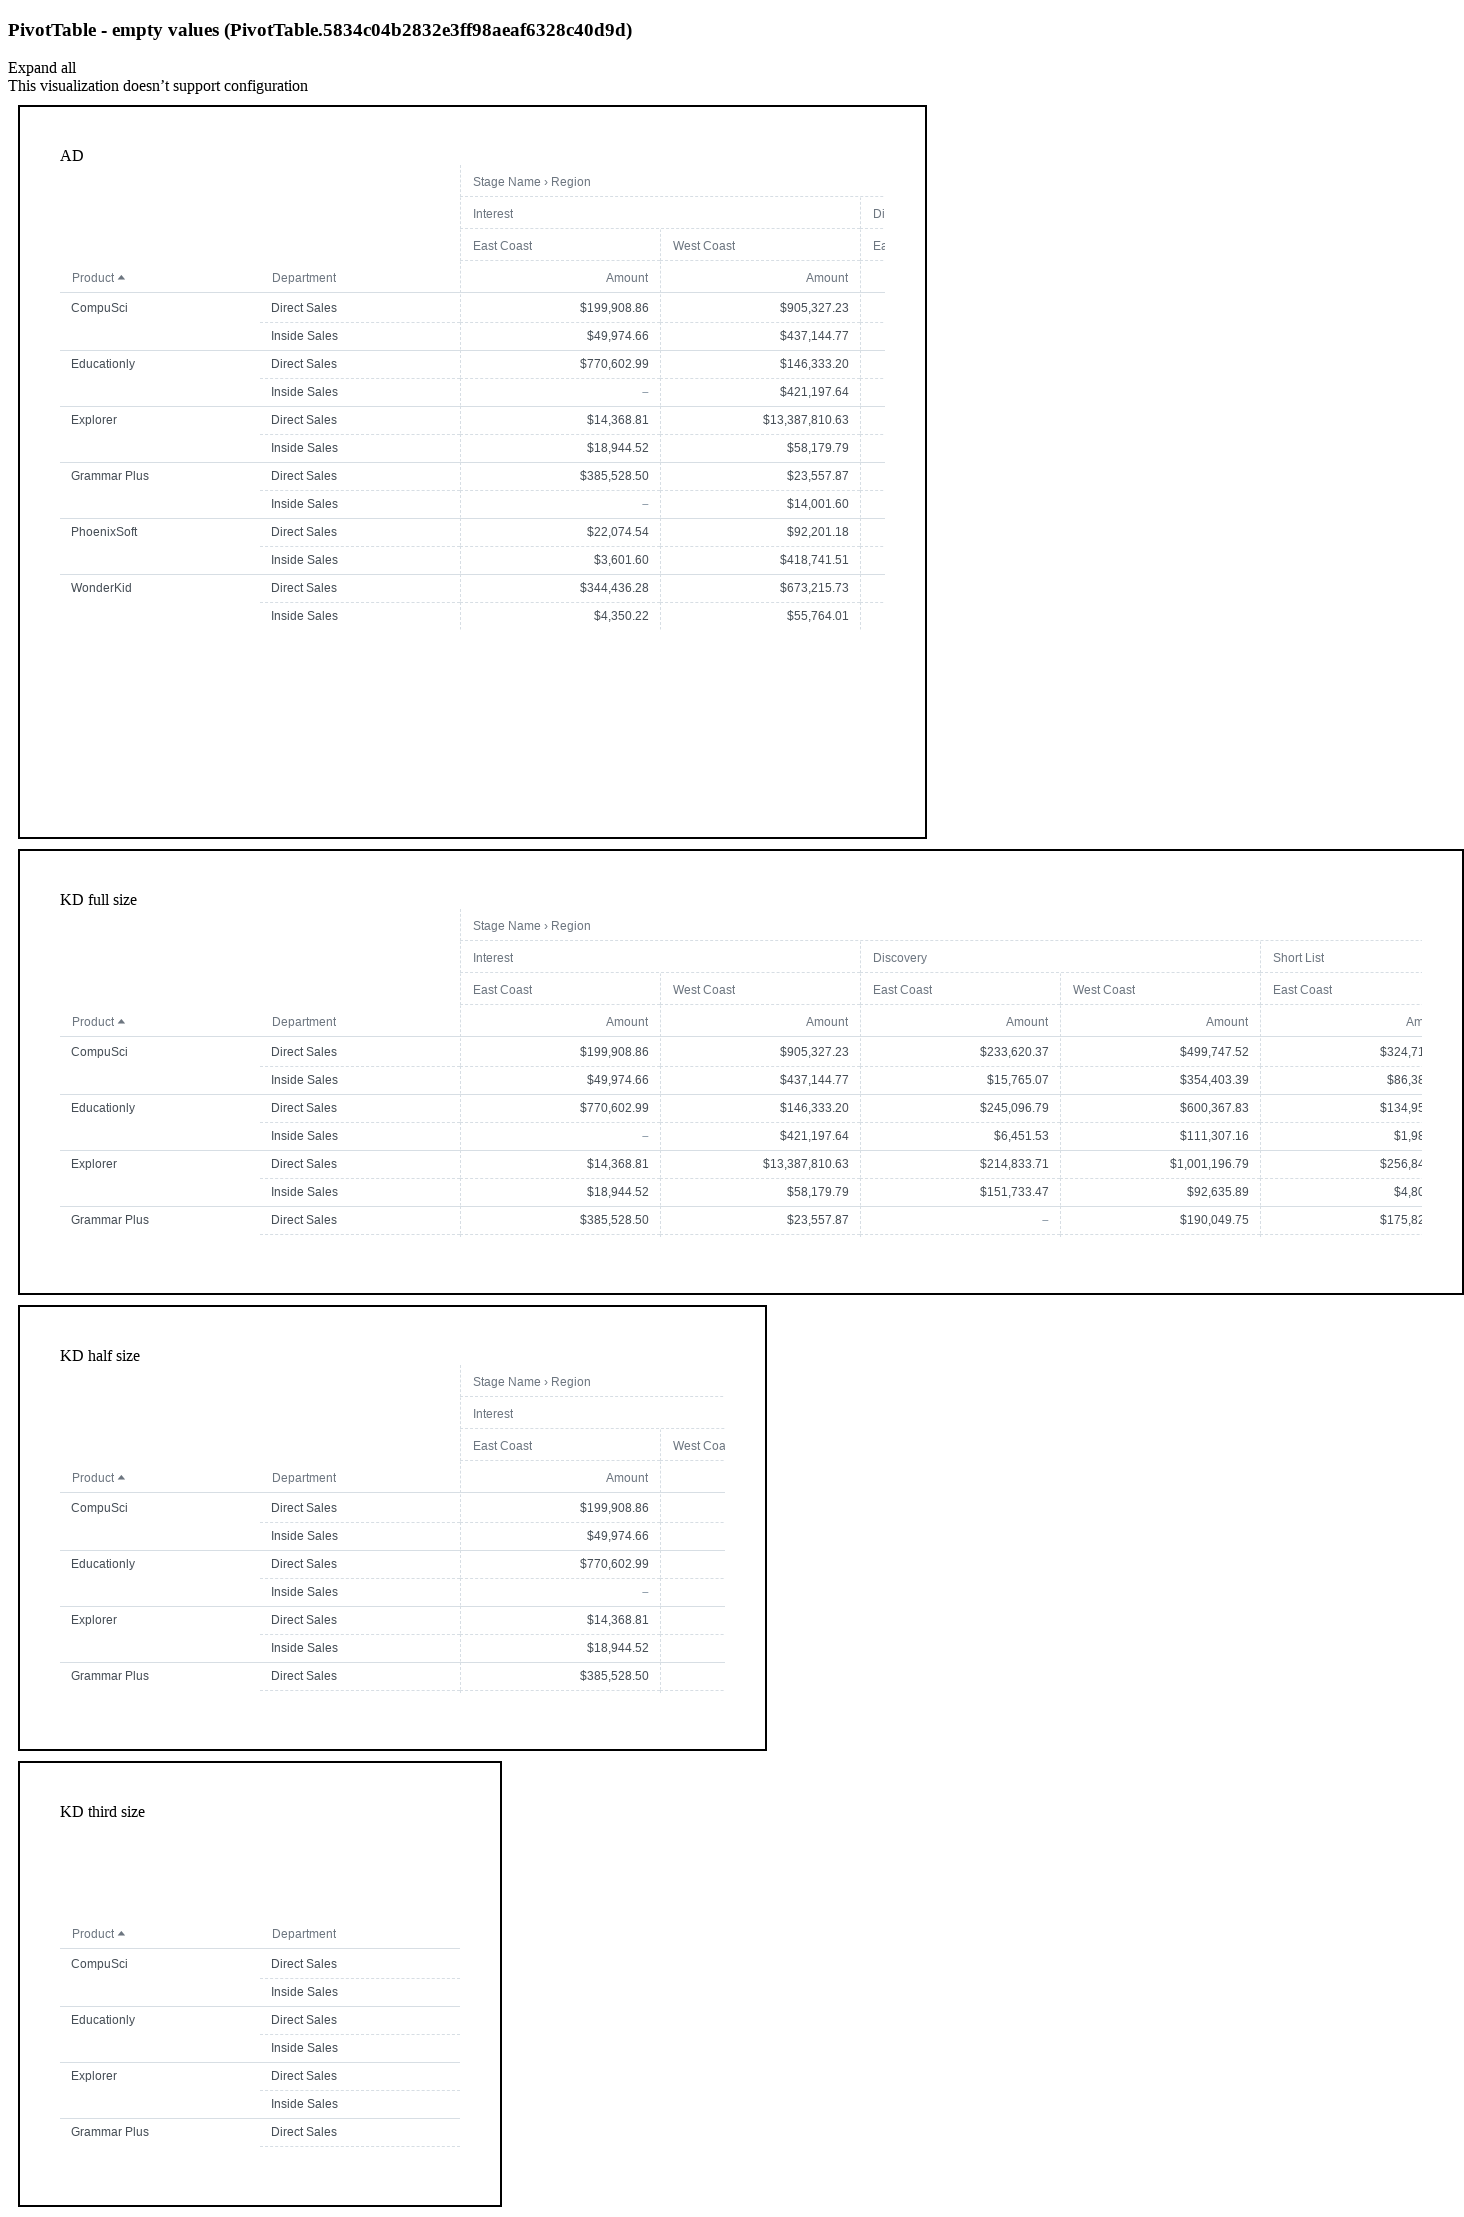 PivotTable - empty values (PivotTable.5834c04b2832e3ff98aeaf6328c40d9d)
Expand all
This visualization doesn’t support configuration
AD
Stage Name › Region
Interest Di
East Coast West Coast Ea
Product Department Amount Amount
CompuSci Direct Sales $199,908.86 $905,327.23
Inside Sales $49,974.66 $437,144.77
Educationly Direct Sales $770,602.99 $146,333.20
Inside Sales – $421,197.64
Explorer Direct Sales $14,368.81 $13,387,810.63
Inside Sales $18,944.52 $58,179.79
Grammar Plus Direct Sales $385,528.50 $23,557.87
Inside Sales – $14,001.60
PhoenixSoft Direct Sales $22,074.54 $92,201.18
Inside Sales $3,601.60 $418,741.51
WonderKid Direct Sales $344,436.28 $673,215.73
Inside Sales $4,350.22 $55,764.01
KD full size
Stage Name › Region
Interest Discovery Short List
East Coast West Coast East Coast West Coast East Coast
Product Department Amount Amount Amount Amount Am
CompuSci Direct Sales $199,908.86 $905,327.23 $233,620.37 $499,747.52 $324,71
Inside Sales $49,974.66 $437,144.77 $15,765.07 $354,403.39 $86,38
Educationly Direct Sales $770,602.99 $146,333.20 $245,096.79 $600,367.83 $134,95
Inside Sales – $421,197.64 $6,451.53 $111,307.16 $1,98
Explorer Direct Sales $14,368.81 $13,387,810.63 $214,833.71 $1,001,196.79 $256,84
Inside Sales $18,944.52 $58,179.79 $151,733.47 $92,635.89 $4,80
Grammar Plus Direct Sales $385,528.50 $23,557.87 – $190,049.75 $175,82
KD half size
Stage Name › Region
Interest
East Coast West Coa
Product Department Amount
CompuSci Direct Sales $199,908.86
Inside Sales $49,974.66
Educationly Direct Sales $770,602.99
Inside Sales –
Explorer Direct Sales $14,368.81
Inside Sales $18,944.52
Grammar Plus Direct Sales $385,528.50
KD third size
Product Department
CompuSci Direct Sales
Inside Sales
Educationly Direct Sales
Inside Sales
Explorer Direct Sales
Inside Sales
Grammar Plus Direct Sales